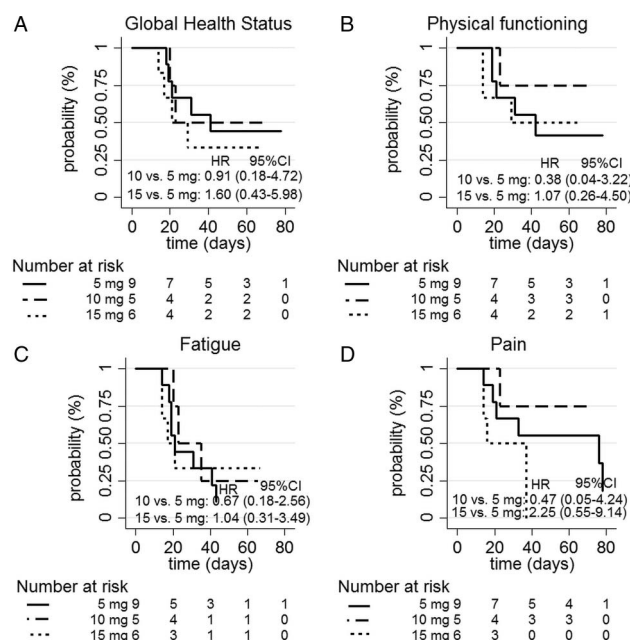 A Global Health Status
probability (%)
1
0.75
0.50
0.25
0
HR 95%CI
10 vs. 5 mg: 0.91 (0.18-4.72)
15 vs. 5 mg: 1.60 (0.43-5.98)
0 20 40 60 80
time (days)
Number at risk
5 mg 9 7 5 3 1
10 mg 5 4 2 2 0
15 mg 6 4 2 2 0
B Physical functioning
probability (%)
1
0.75
0.50
0.25
0
HR 95%CI
10 vs. 5 mg: 0.38 (0.04-3.22)
15 vs. 5 mg: 1.07 (0.26-4.50)
0 20 40 60 80
time (days)
Number at risk
5 mg 9 7 5 3 1
10 mg 5 4 3 3 0
15 mg 6 4 2 2 1
C Fatigue
probability (%)
1
0.75
0.50
0.25
0
HR 95%CI
10 vs. 5 mg: 0.67 (0.18-2.56)
15 vs. 5 mg: 1.04 (0.31-3.49)
0 20 40 60 80
time (days)
Number at risk
5 mg 9 5 3 1 1
10 mg 5 4 1 1 0
15 mg 6 3 1 1 0
D Pain
probability (%)
1
0.75
0.50
0.25
0
HR 95%CI
10 vs. 5 mg: 0.47 (0.05-4.24)
15 vs. 5 mg: 2.25 (0.55-9.14)
0 20 40 60 80
time (days)
Number at risk
5 mg 9 7 5 4 1
10 mg 5 4 3 3 0
15 mg 6 3 0 0 0